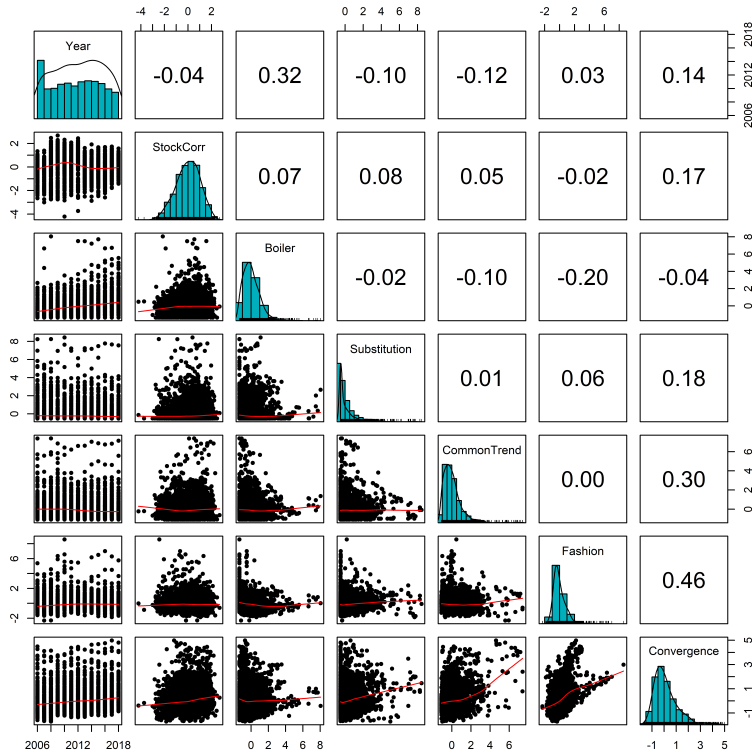 -4 -2 0 2 0 2 4 6 8 -2 0 2 4 6 8
Year
-0.04 0.32 -0.10 -0.12 0.03 0.14
2006 2012 2018
2 0 -2 -4
StockCorr
0.07 0.08 0.05 -0.02 0.17
Boiler
-0.02 -0.10 -0.20 -0.04
0 2 4 6 8
0 2 4 6 8
Substitution
0.01 0.06 0.18
CommonTrend
0.00 0.30
0 2 4 6
-2 2 6
Fashion
0.46
Convergence
-1 1 3 5
2006 2012 2018 0 2 4 6 8 0 2 4 6 -1 1 3 5